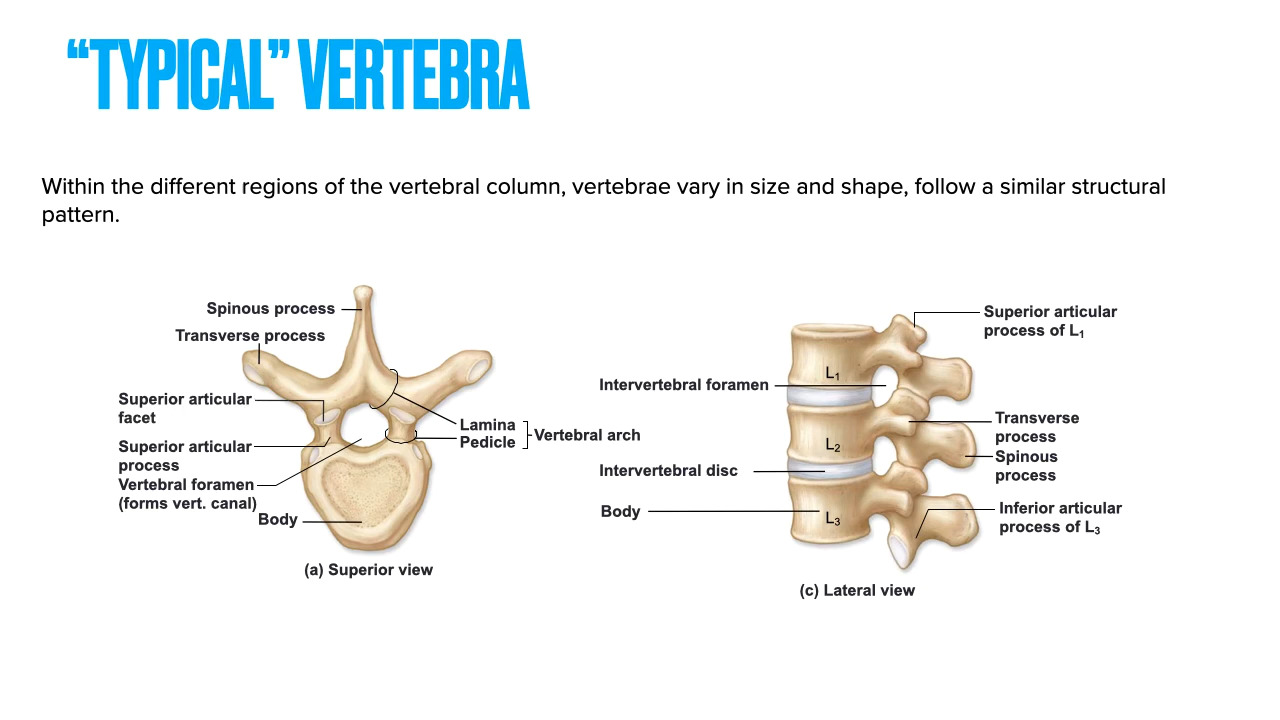 “TYPICAL” VERTEBRA
Within the different regions of the vertebral column, vertebrae vary in size and shape, follow a similar structural
pattern.
Spinous process
Transverse process
Superior articular
facet
Superior articular
process
Vertebral foramen
(forms vert. canal)
Body
Lamina
Pedicle
Vertebral arch
(a) Superior view
Intervertebral foramen
Intervertebral disc
Body
L₁
L₂
L₃
Superior articular
process of L₁
Transverse
process
Spinous
process
Inferior articular
process of L₃
(c) Lateral view